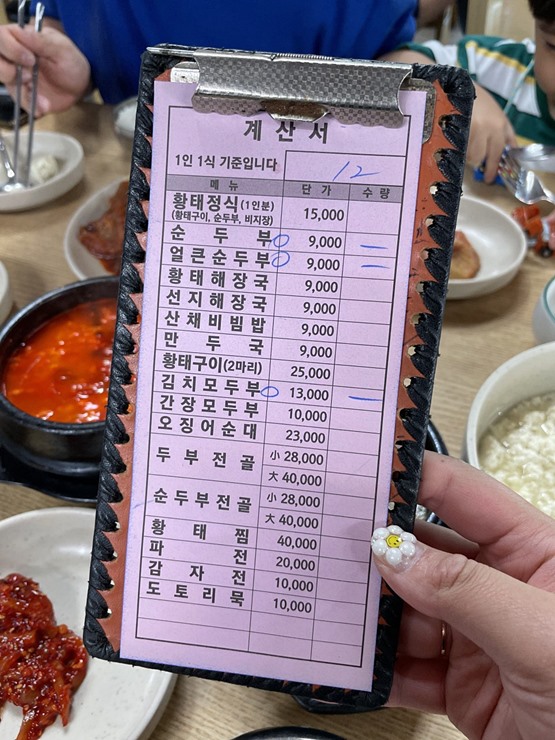 계산서
1인 1식 기준입니다 12
메뉴 단가 수량
황태정식(1인분) 15,000
(황태구이, 순두부, 비지장)
순두부 9,000 一
얼큰순두부 9,000 一
황태해장국 9,000
선지해장국 9,000
산채비빔밥 9,000
만두국 9,000
황태구이(2마리) 25,000
김치모두부 13,000 一
간장모두부 10,000
오징어순대 23,000
두부전골 小 28,000
大 40,000
순두부전골 小 28,000
大 40,000
황태찜 40,000
파전 20,000
감자전 10,000
도토리묵 10,000